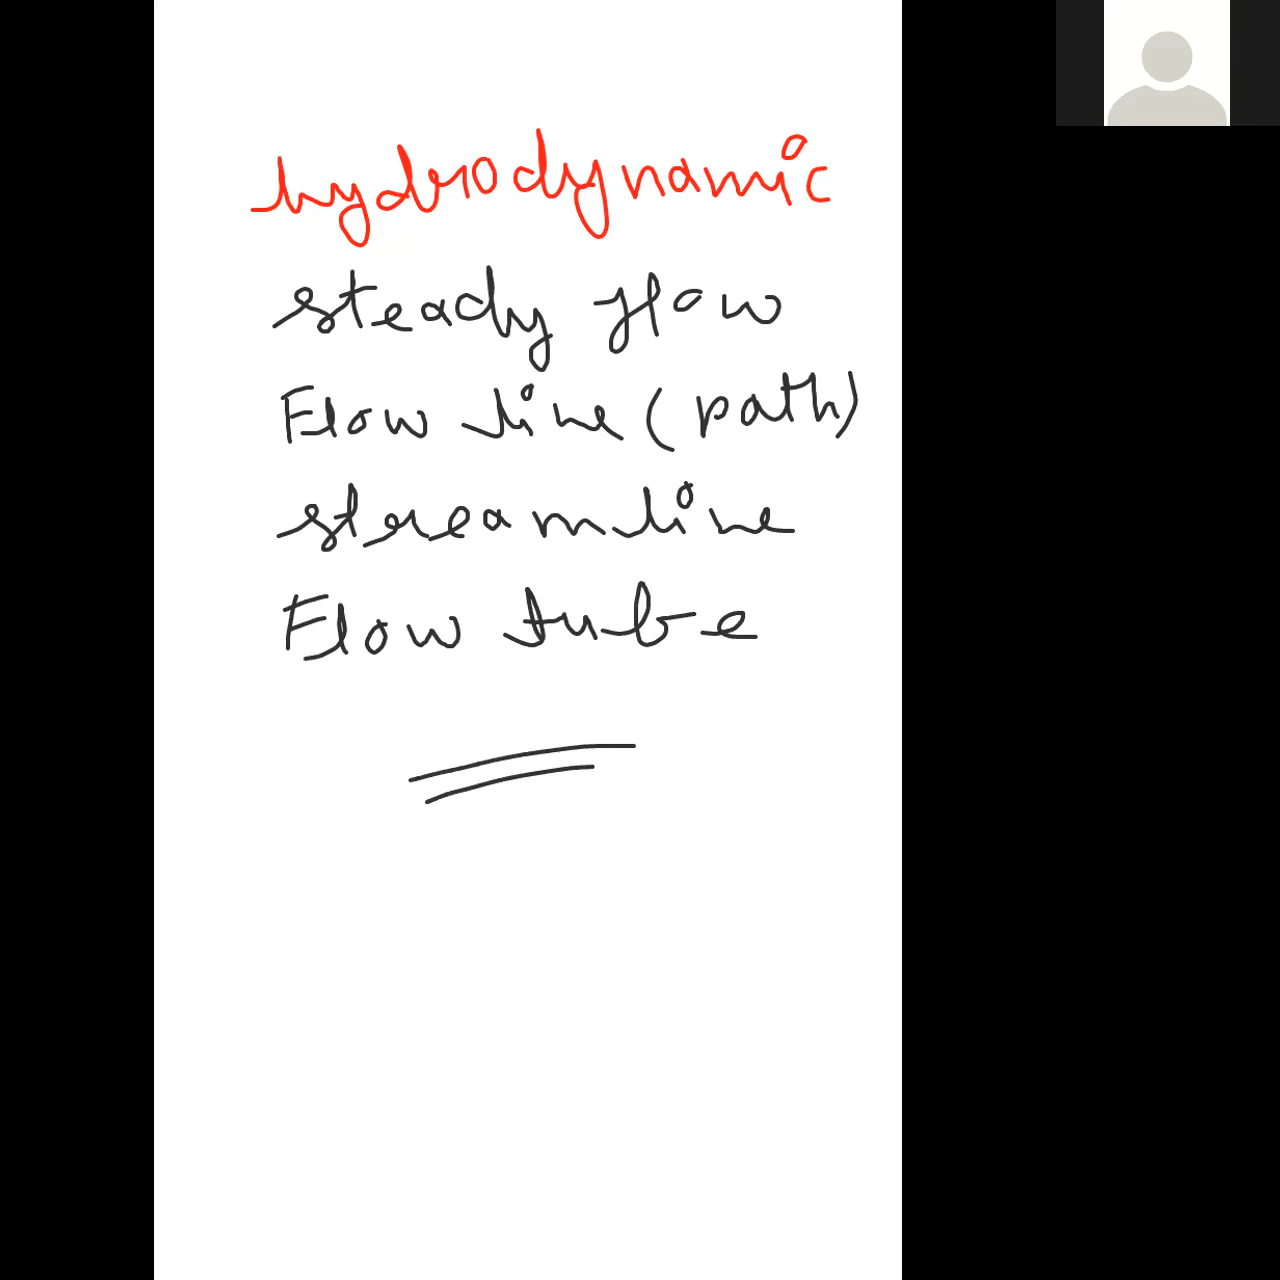 hydrodynamic
steady flow
Flow line (path)
streamline
Flow tube